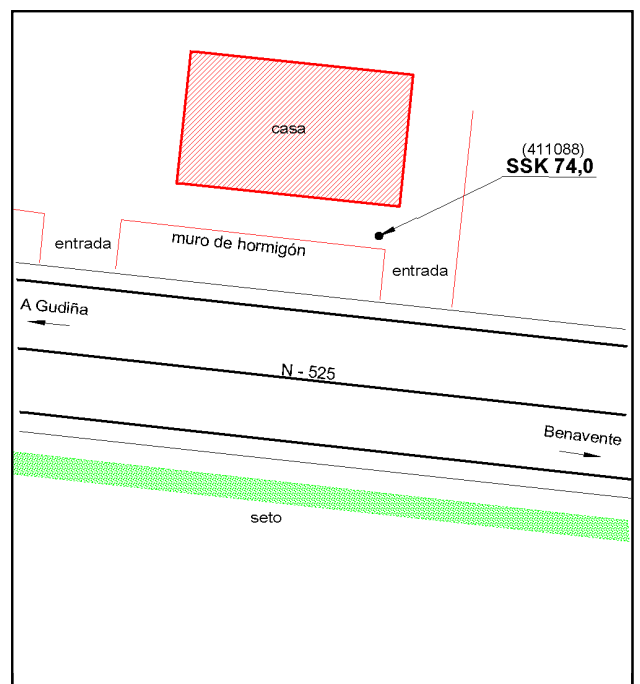 casa
(411088)
SSK 74,0
entrada
muro de hormigón
entrada
A Gudiña
N - 525
Benavente
seto